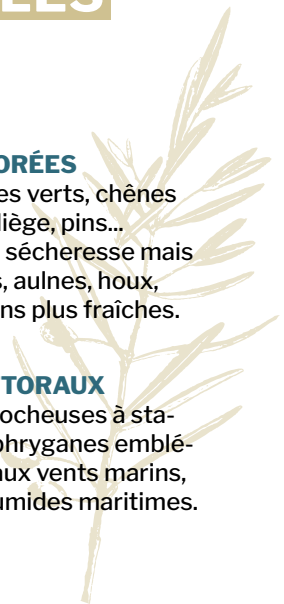 LÉES
ORÉES
es verts, chênes
liège, pins...
sécheresse mais
s, aulnes, houx,
ns plus fraîches.
TORAUX
ocheuses à sta-
phryganes emblé-
aux vents marins,
umides maritimes.